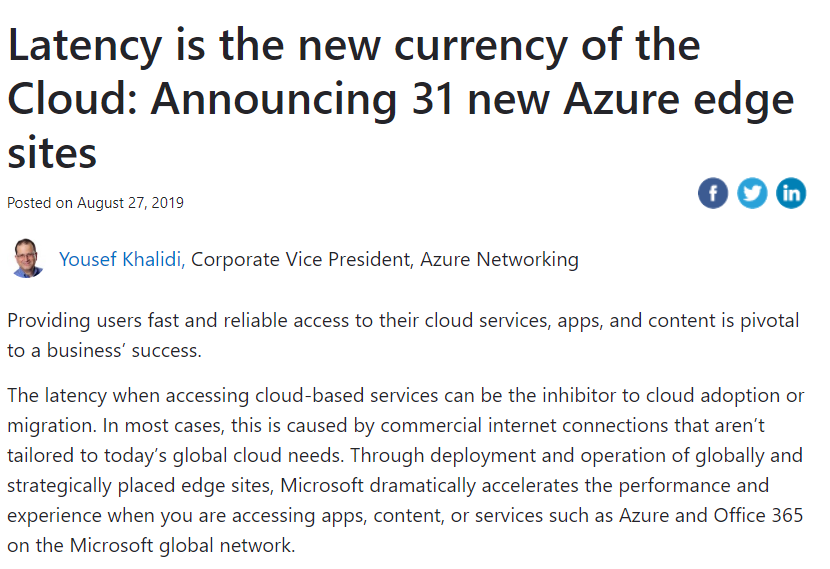 Latency is the new currency of the
Cloud: Announcing 31 new Azure edge
sites
Posted on August 27, 2019
f
in
Yousef Khalidi, Corporate Vice President, Azure Networking
Providing users fast and reliable access to their cloud services, apps, and content is pivotal
to a business’ success.
The latency when accessing cloud-based services can be the inhibitor to cloud adoption or
migration. In most cases, this is caused by commercial internet connections that aren’t
tailored to today’s global cloud needs. Through deployment and operation of globally and
strategically placed edge sites, Microsoft dramatically accelerates the performance and
experience when you are accessing apps, content, or services such as Azure and Office 365
on the Microsoft global network.